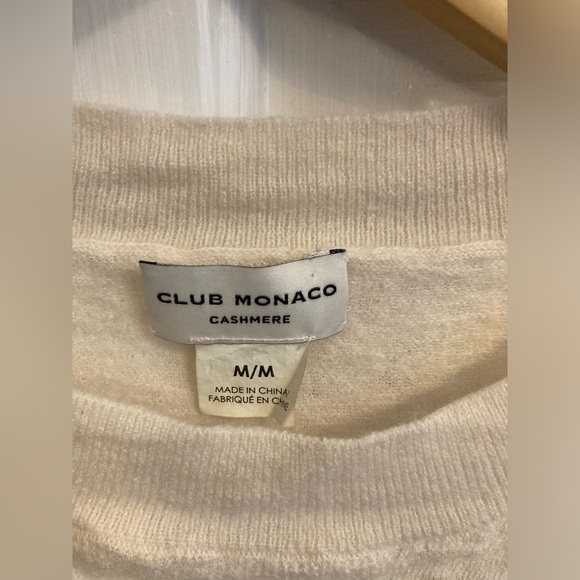 CLUB MONACO
CASHMERE
M/M
MADE IN CHINA
FABRIQUÉ EN